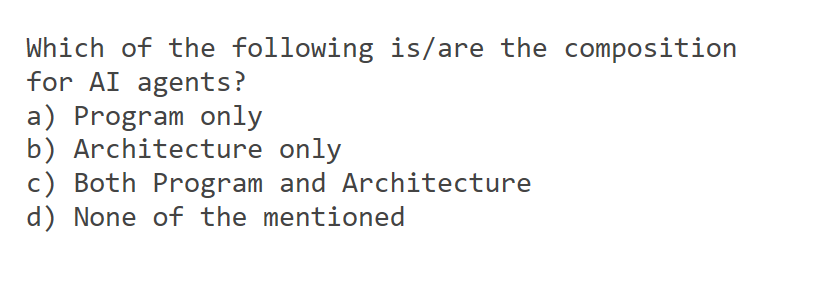 Which of the following is/are the composition
for AI agents?
a) Program only
b) Architecture only
c) Both Program and Architecture
d) None of the mentioned